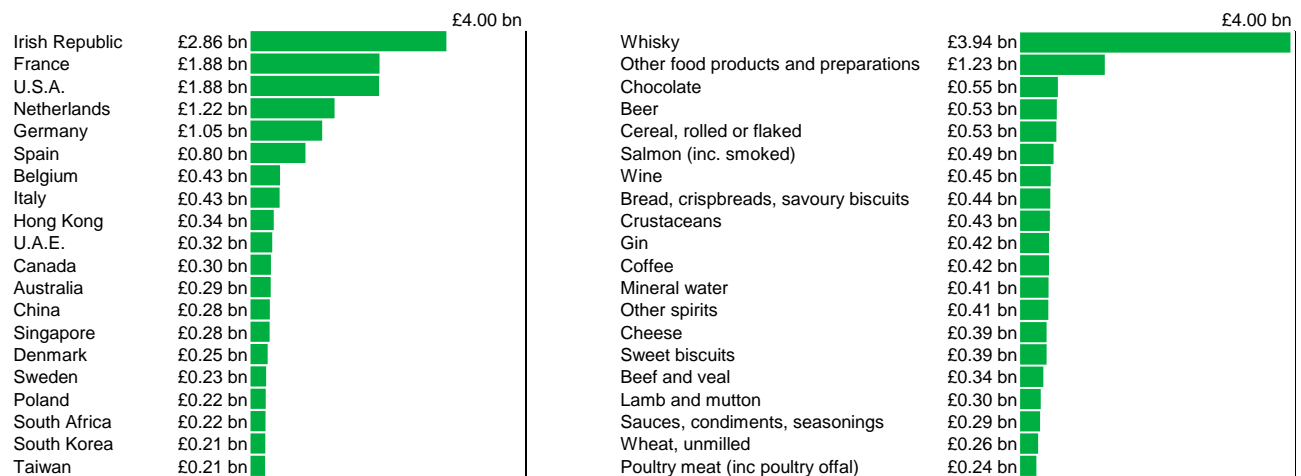 £4.00 bn
Irish Republic £2.86 bn
France £1.88 bn
U.S.A. £1.88 bn
Netherlands £1.22 bn
Germany £1.05 bn
Spain £0.80 bn
Belgium £0.43 bn
Italy £0.43 bn
Hong Kong £0.34 bn
U.A.E. £0.32 bn
Canada £0.30 bn
Australia £0.29 bn
China £0.28 bn
Singapore £0.28 bn
Denmark £0.25 bn
Sweden £0.23 bn
Poland £0.22 bn
South Africa £0.22 bn
South Korea £0.21 bn
Taiwan £0.21 bn
£4.00 bn
Whisky £3.94 bn
Other food products and preparations £1.23 bn
Chocolate £0.55 bn
Beer £0.53 bn
Cereal, rolled or flaked £0.53 bn
Salmon (inc. smoked) £0.49 bn
Wine £0.45 bn
Bread, crispbreads, savoury biscuits £0.44 bn
Crustaceans £0.43 bn
Gin £0.42 bn
Coffee £0.42 bn
Mineral water £0.41 bn
Other spirits £0.41 bn
Cheese £0.39 bn
Sweet biscuits £0.39 bn
Beef and veal £0.34 bn
Lamb and mutton £0.30 bn
Sauces, condiments, seasonings £0.29 bn
Wheat, unmilled £0.26 bn
Poultry meat (inc poultry offal) £0.24 bn